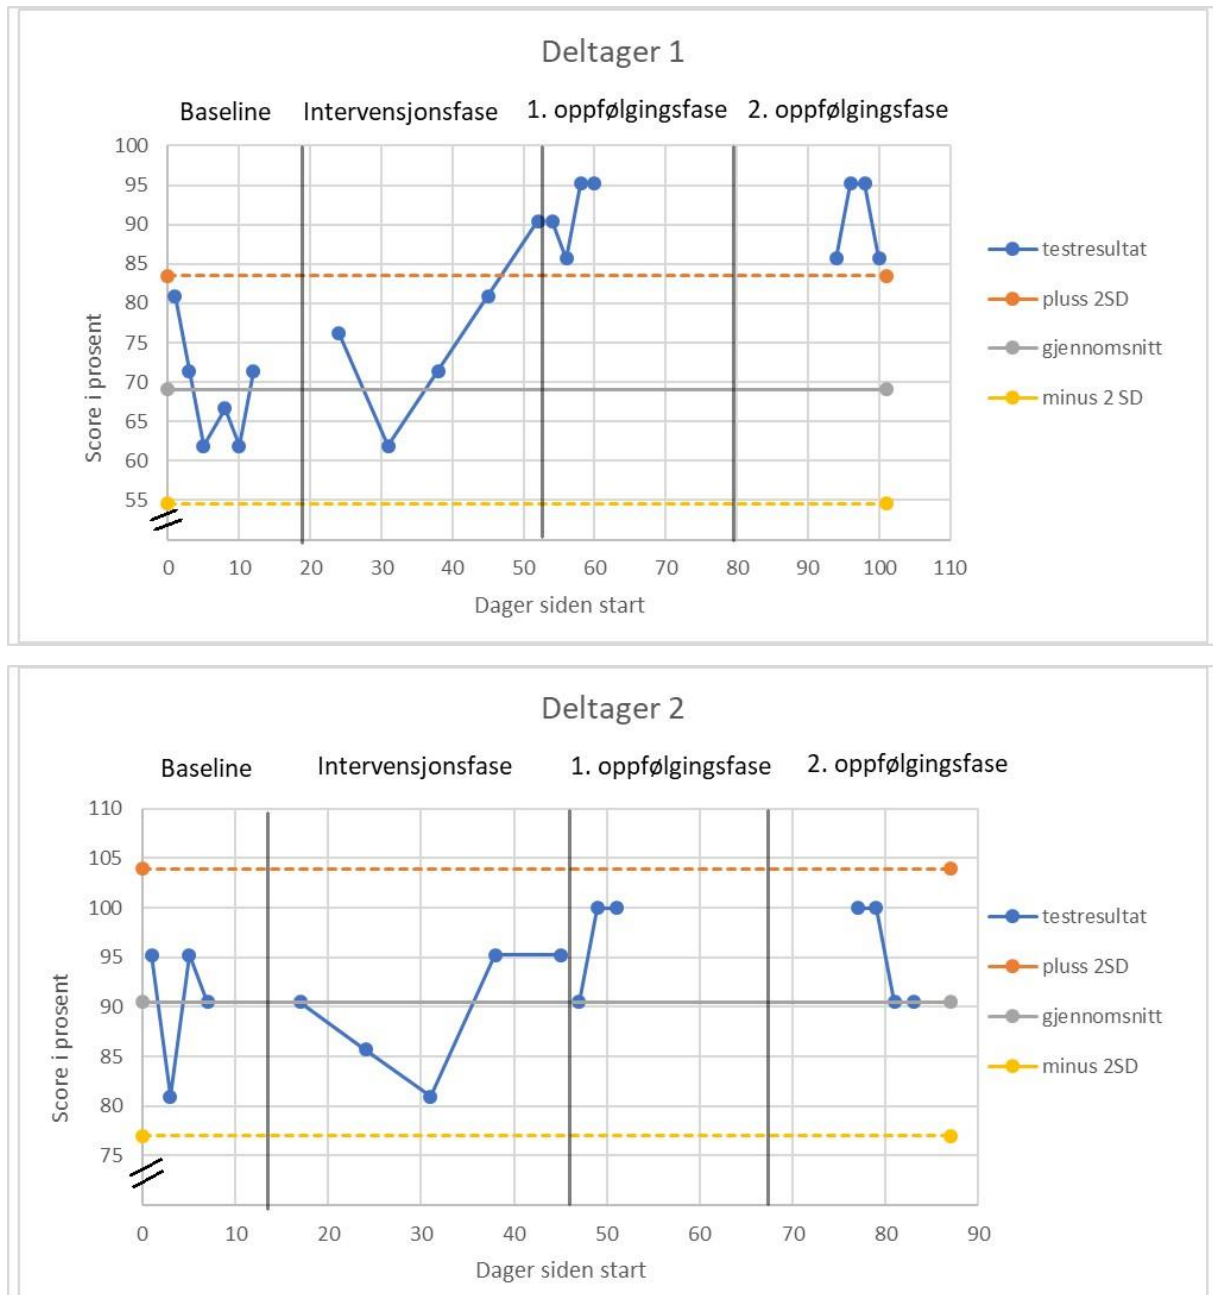 Deltager 1
Baseline Intervensjonsfase 1. oppfølgingsfase 2. oppfølgingsfase
100
95
90
85
80
75
70
65
60
55
Score i prosent
0 10 20 30 40 50 60 70 80 90 100 110
Dager siden start
testresultat
pluss 2SD
gjennomsnitt
minus 2 SD
Deltager 2
Baseline Intervensjonsfase 1. oppfølgingsfase 2. oppfølgingsfase
110
105
100
95
90
85
80
75
Score i prosent
0 10 20 30 40 50 60 70 80 90
Dager siden start
testresultat
pluss 2SD
gjennomsnitt
minus 2SD